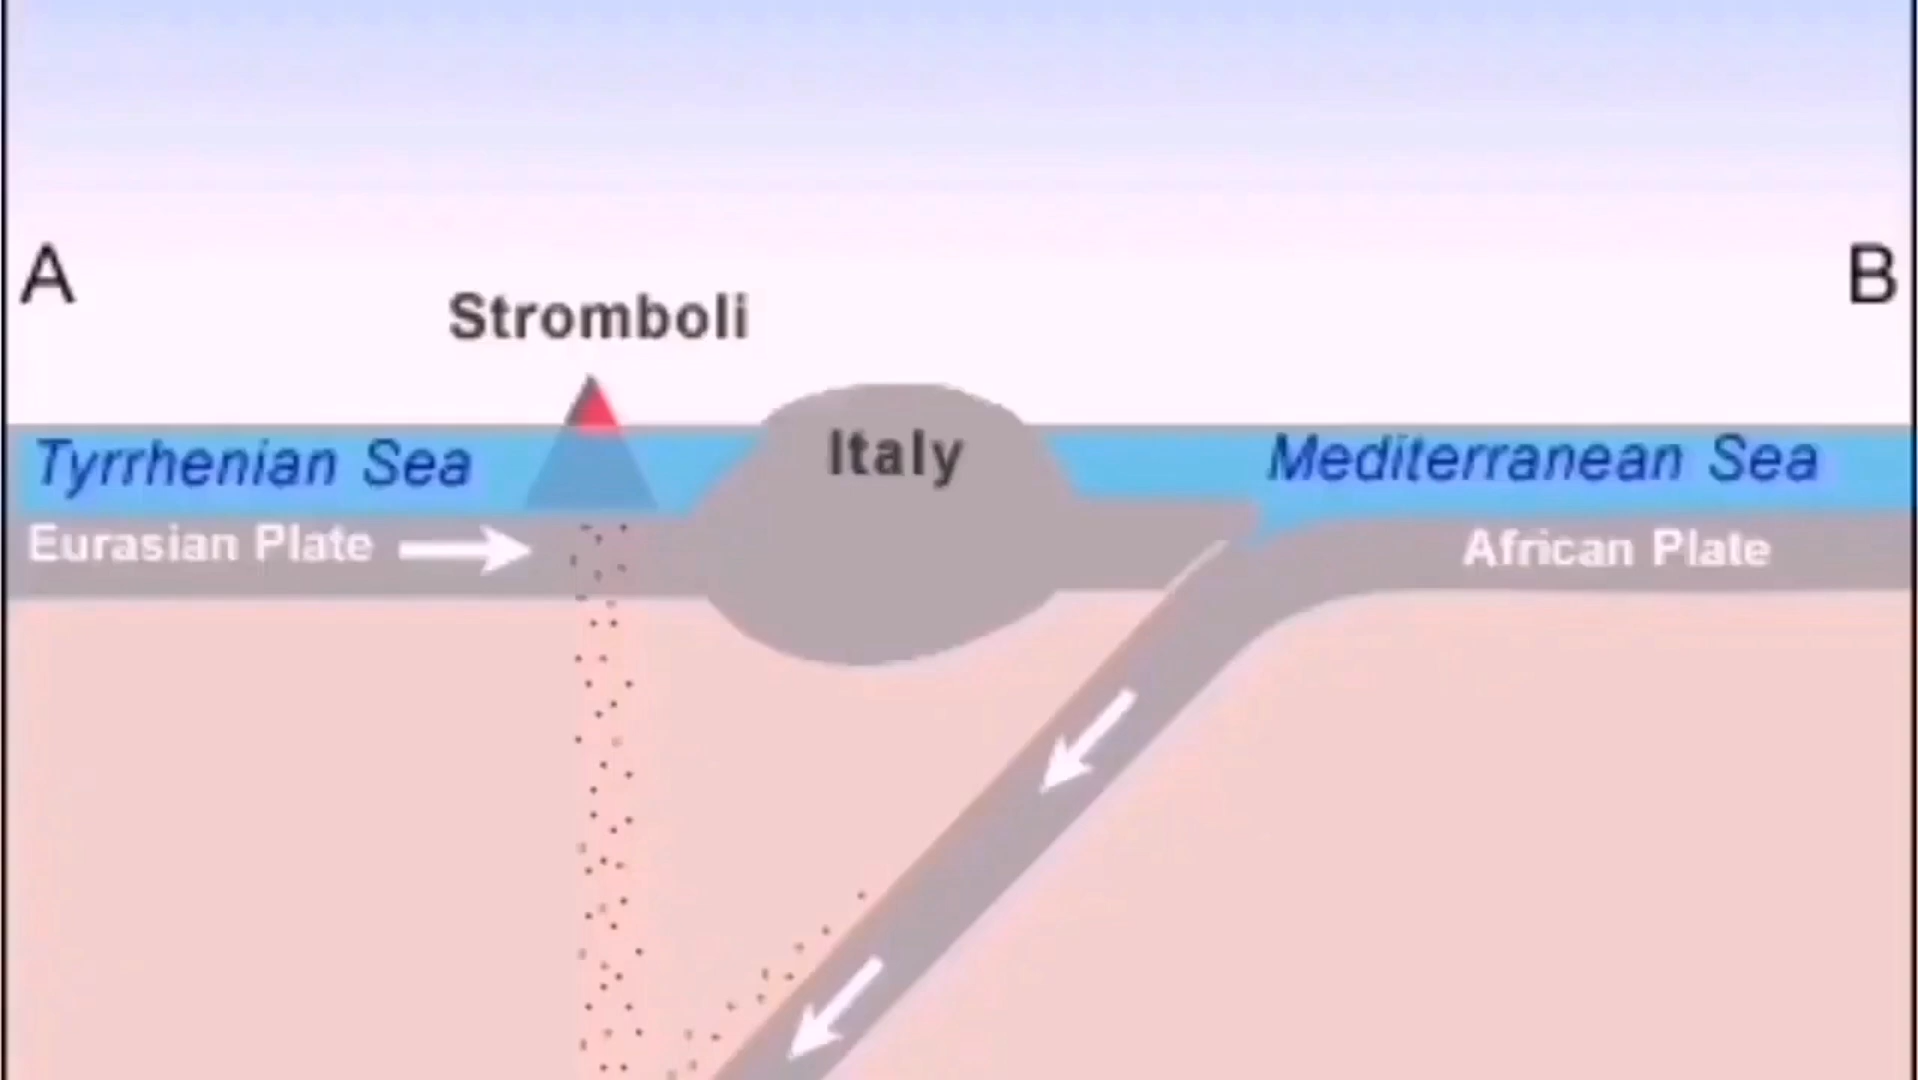 A
B
Stromboli
Italy
Tyrrhenian Sea
Mediterranean Sea
Eurasian Plate
African Plate